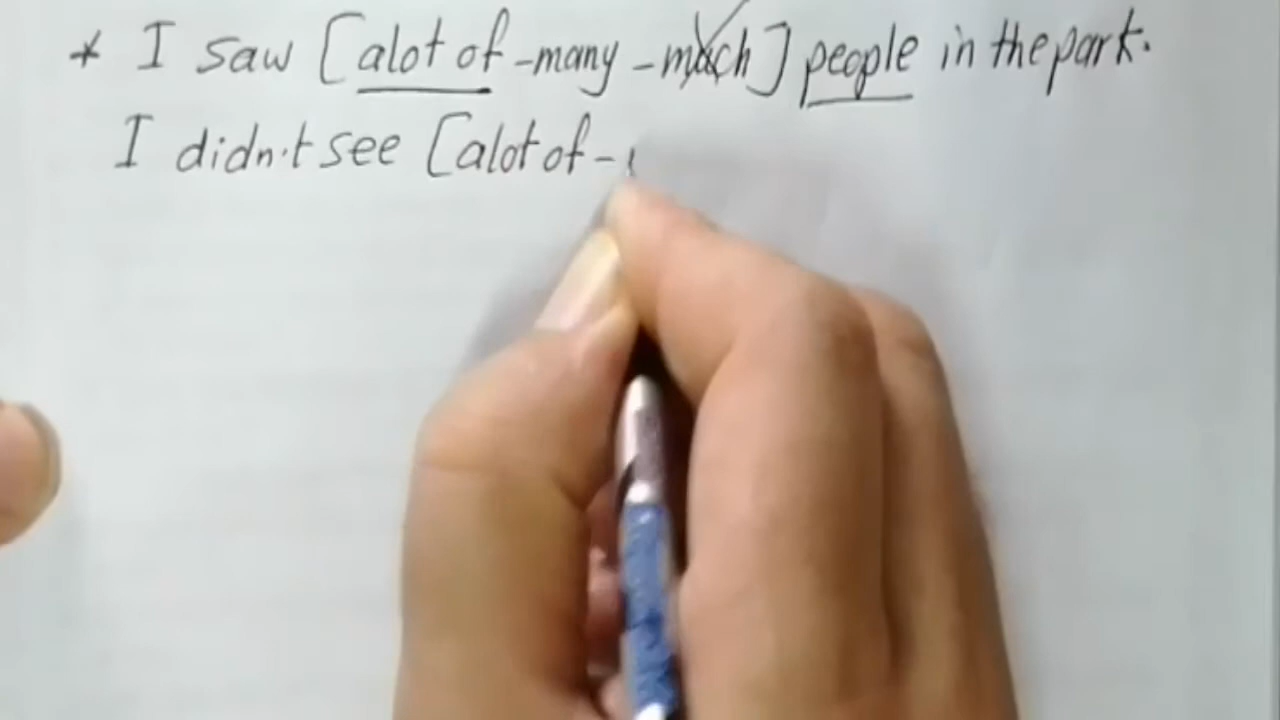 * I saw [alot of - many - much] people in the park.
I didn't see [alot of -